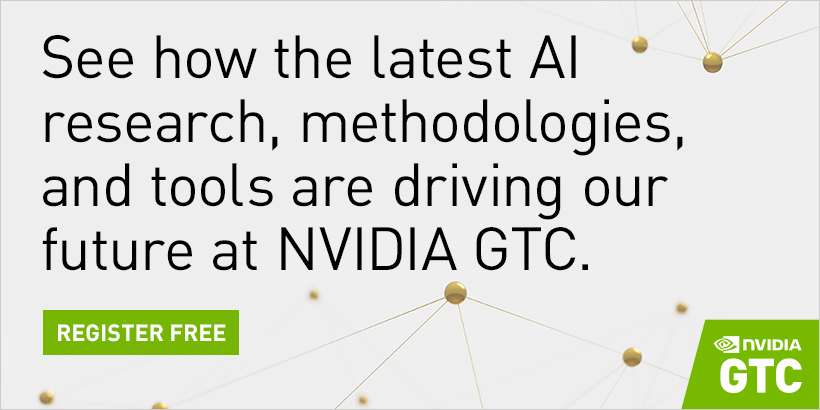 See how the latest AI
research, methodologies,
and tools are driving our
future at NVIDIA GTC.
REGISTER FREE
NVIDIA
GTC